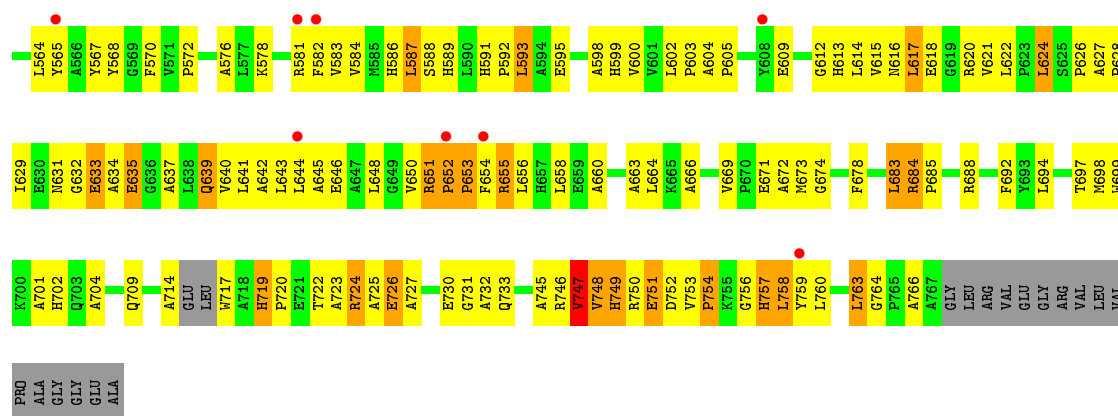 L564 Y565 A566 Y567 Y568 G569 F570 V571 P572 A576 L577 K578 R581 F582 V583 V584 M585 H586 L587 S588 H589 L590 H591 P592 L593 A594 E595 A598 H599 V600 V601 L602 P603 A604 P605 Y608 E609 G612 H613 L614 V615 N616 L617 E618 G619 R620 V621 L622 P623 L624 S625 P626 A627 P628
I629 E630 N631 G632 E633 A634 E635 G636 A637 L638 Q639 V640 L641 A642 L643 L644 A645 E646 A647 L648 G649 V650 R651 P652 P653 F654 R655 L656 H657 L658 E659 A660 A663 L664 K665 A666 V669 P670 E671 A672 M673 G674 F678 L683 R684 P685 R688 F692 Y693 L694 T697 M698 W699
K700 A701 H702 Q703 A704 Q709 A714 GLU LEU W717 A718 H719 P720 E721 T722 A723 R724 A725 E726 A727 E730 G731 A732 Q733 A745 R746 V747 V748 H749 R750 E751 D752 V753 P754 K755 G756 H757 L758 Y759 L760 L763 G764 P765 A766 A767 GLY LEU ARG VAL GLU GLY ARG VAL LEU VAL
PRO ALA GLY GLY GLU ALA